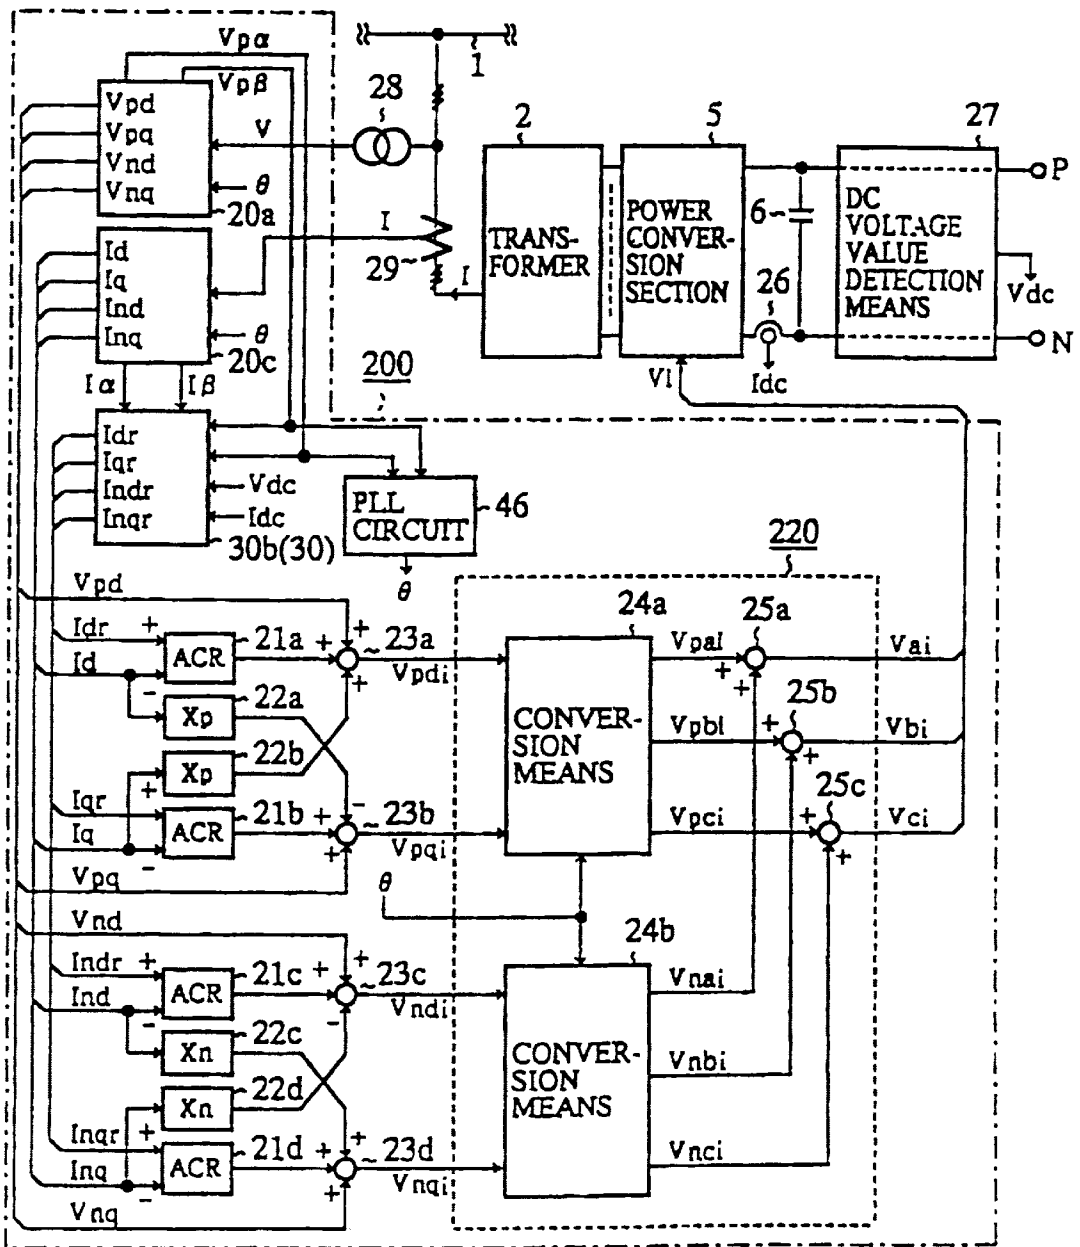 Vpα
Vpβ
1
28
2
5
27
Vpd
Vpq
Vnd
Vnq
V
θ
20a
P
TRANS-
FORMER
POWER
CONVER-
SION
SECTION
6
DC
VOLTAGE
VALUE
DETECTION
MEANS
Vdc
Id
Iq
Ind
Inq
I
29
I
26
θ
20c
N
Iα
Iβ
200
VI
Idc
Idr
Iqr
Indr
Inqr
Vdc
Idc
30b(30)
PLL
CIRCUIT
46
θ
220
Vpd
Idr
+
ACR
21a
+
+
23a
Vpdi
+
Id
-
Xp
22a
Xp
22b
+
Iqr
ACR
21b
+
-
23b
Vpqi
+
Iq
-
Vpq
θ
24a
CONVER-
SION
MEANS
VpaI
25a
+
+
Vai
VpbI
25b
+
+
Vbi
Vpci
25c
+
+
Vci
Vnd
Indr
+
ACR
21c
+
+
23c
Vndi
-
Ind
-
Xn
22c
Xn
22d
Inqr
+
ACR
21d
+
+
23d
Vnqi
+
Inq
-
Vnq
24b
CONVER-
SION
MEANS
Vnai
Vnbi
Vnci